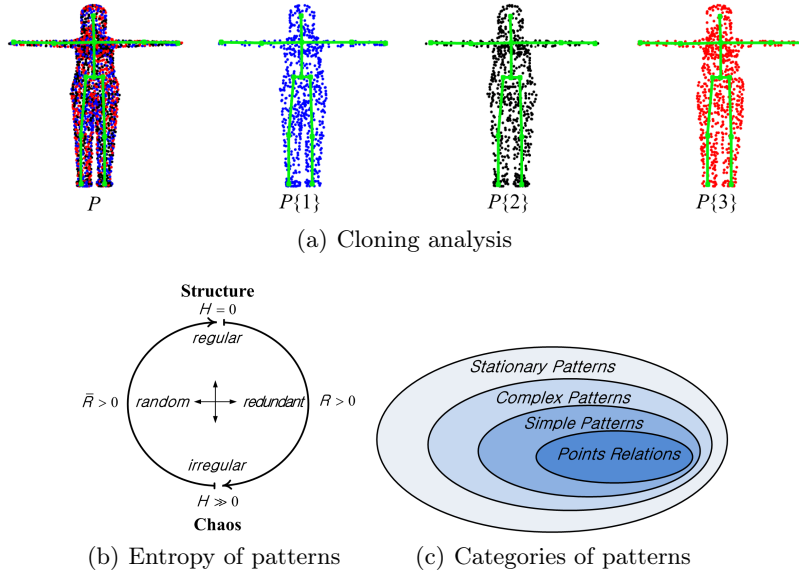 P P{1} P{2} P{3}
(a) Cloning analysis
Structure
H = 0
regular
R̄ > 0 random redundant R > 0
irregular
H ≫ 0
Chaos
(b) Entropy of patterns
Stationary Patterns
Complex Patterns
Simple Patterns
Points Relations
(c) Categories of patterns